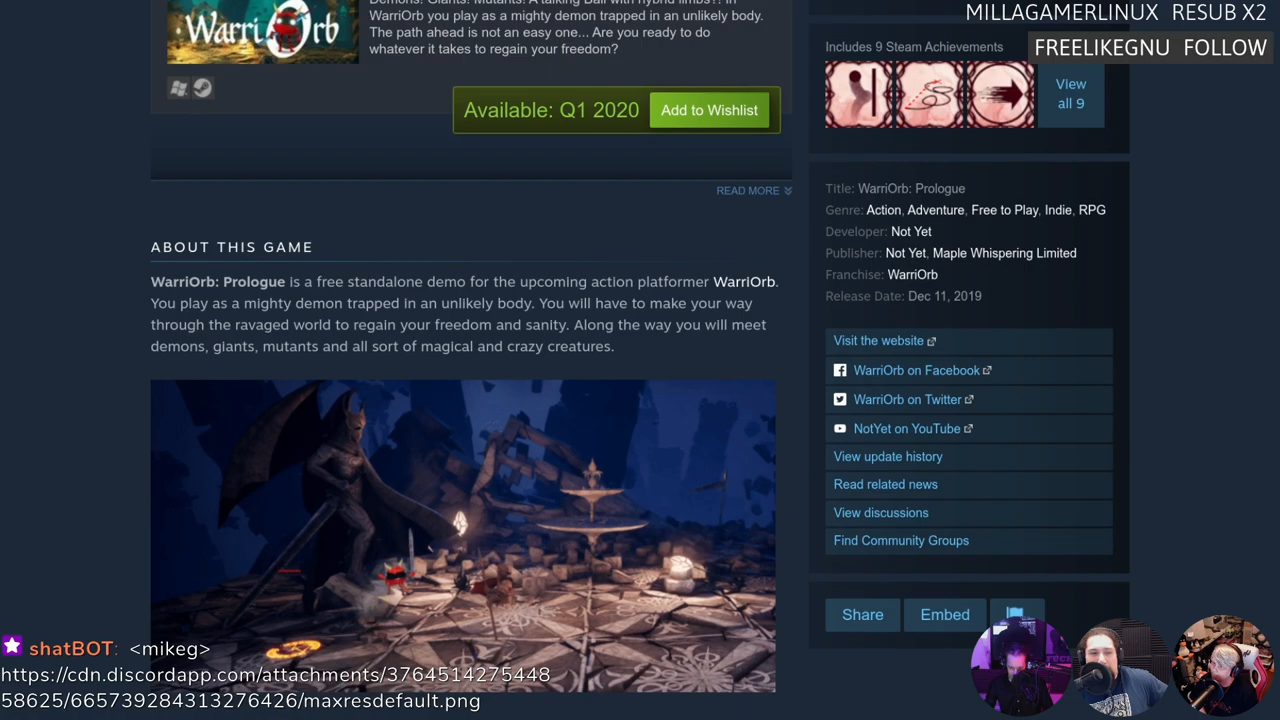 MILLAGAMERLINUX RESUB X2
FREELIKEGNU FOLLOW
WarriOrb
WarriOrb you play as a mighty demon trapped in an unlikely body.
The path ahead is not an easy one... Are you ready to do
whatever it takes to regain your freedom?
Available: Q1 2020
Add to Wishlist
READ MORE
ABOUT THIS GAME
WarriOrb: Prologue is a free standalone demo for the upcoming action platformer WarriOrb.
You play as a mighty demon trapped in an unlikely body. You will have to make your way
through the ravaged world to regain your freedom and sanity. Along the way you will meet
demons, giants, mutants and all sort of magical and crazy creatures.
Includes 9 Steam Achievements
View
all 9
Title: WarriOrb: Prologue
Genre: Action, Adventure, Free to Play, Indie, RPG
Developer: Not Yet
Publisher: Not Yet, Maple Whispering Limited
Franchise: WarriOrb
Release Date: Dec 11, 2019
Visit the website
WarriOrb on Facebook
WarriOrb on Twitter
NotYet on YouTube
View update history
Read related news
View discussions
Find Community Groups
Share
Embed
shatBOT: <mikeg>
https://cdn.discordapp.com/attachments/3764514275448
58625/665739284313276426/maxresdefault.png